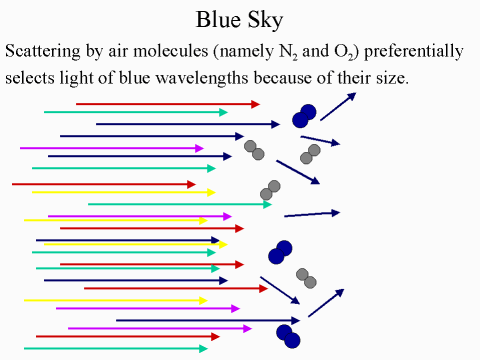 Blue Sky
Scattering by air molecules (namely N₂ and O₂) preferentially
selects light of blue wavelengths because of their size.